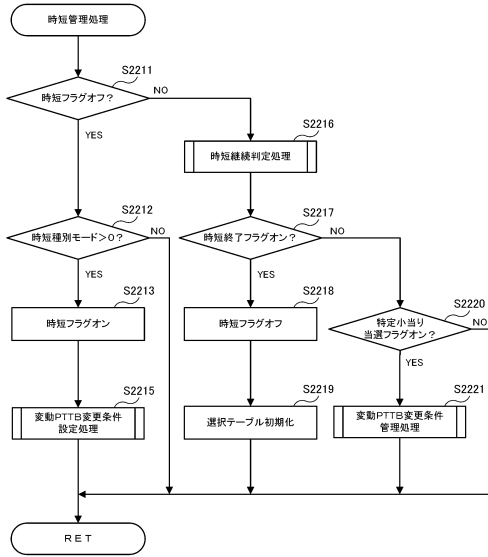 時短管理処理
S2211
時短フラグオフ?
NO
YES
S2216
時短継続判定処理
S2212
時短種別モード>0?
NO
YES
S2217
時短終了フラグオン?
NO
YES
S2213
時短フラグオン
S2218
時短フラグオフ
S2220
特定小当り
当選フラグオン?
NO
YES
S2215
変動PTTB変更条件
設定処理
S2219
選択テーブル初期化
S2221
変動PTTB変更条件
管理処理
RET